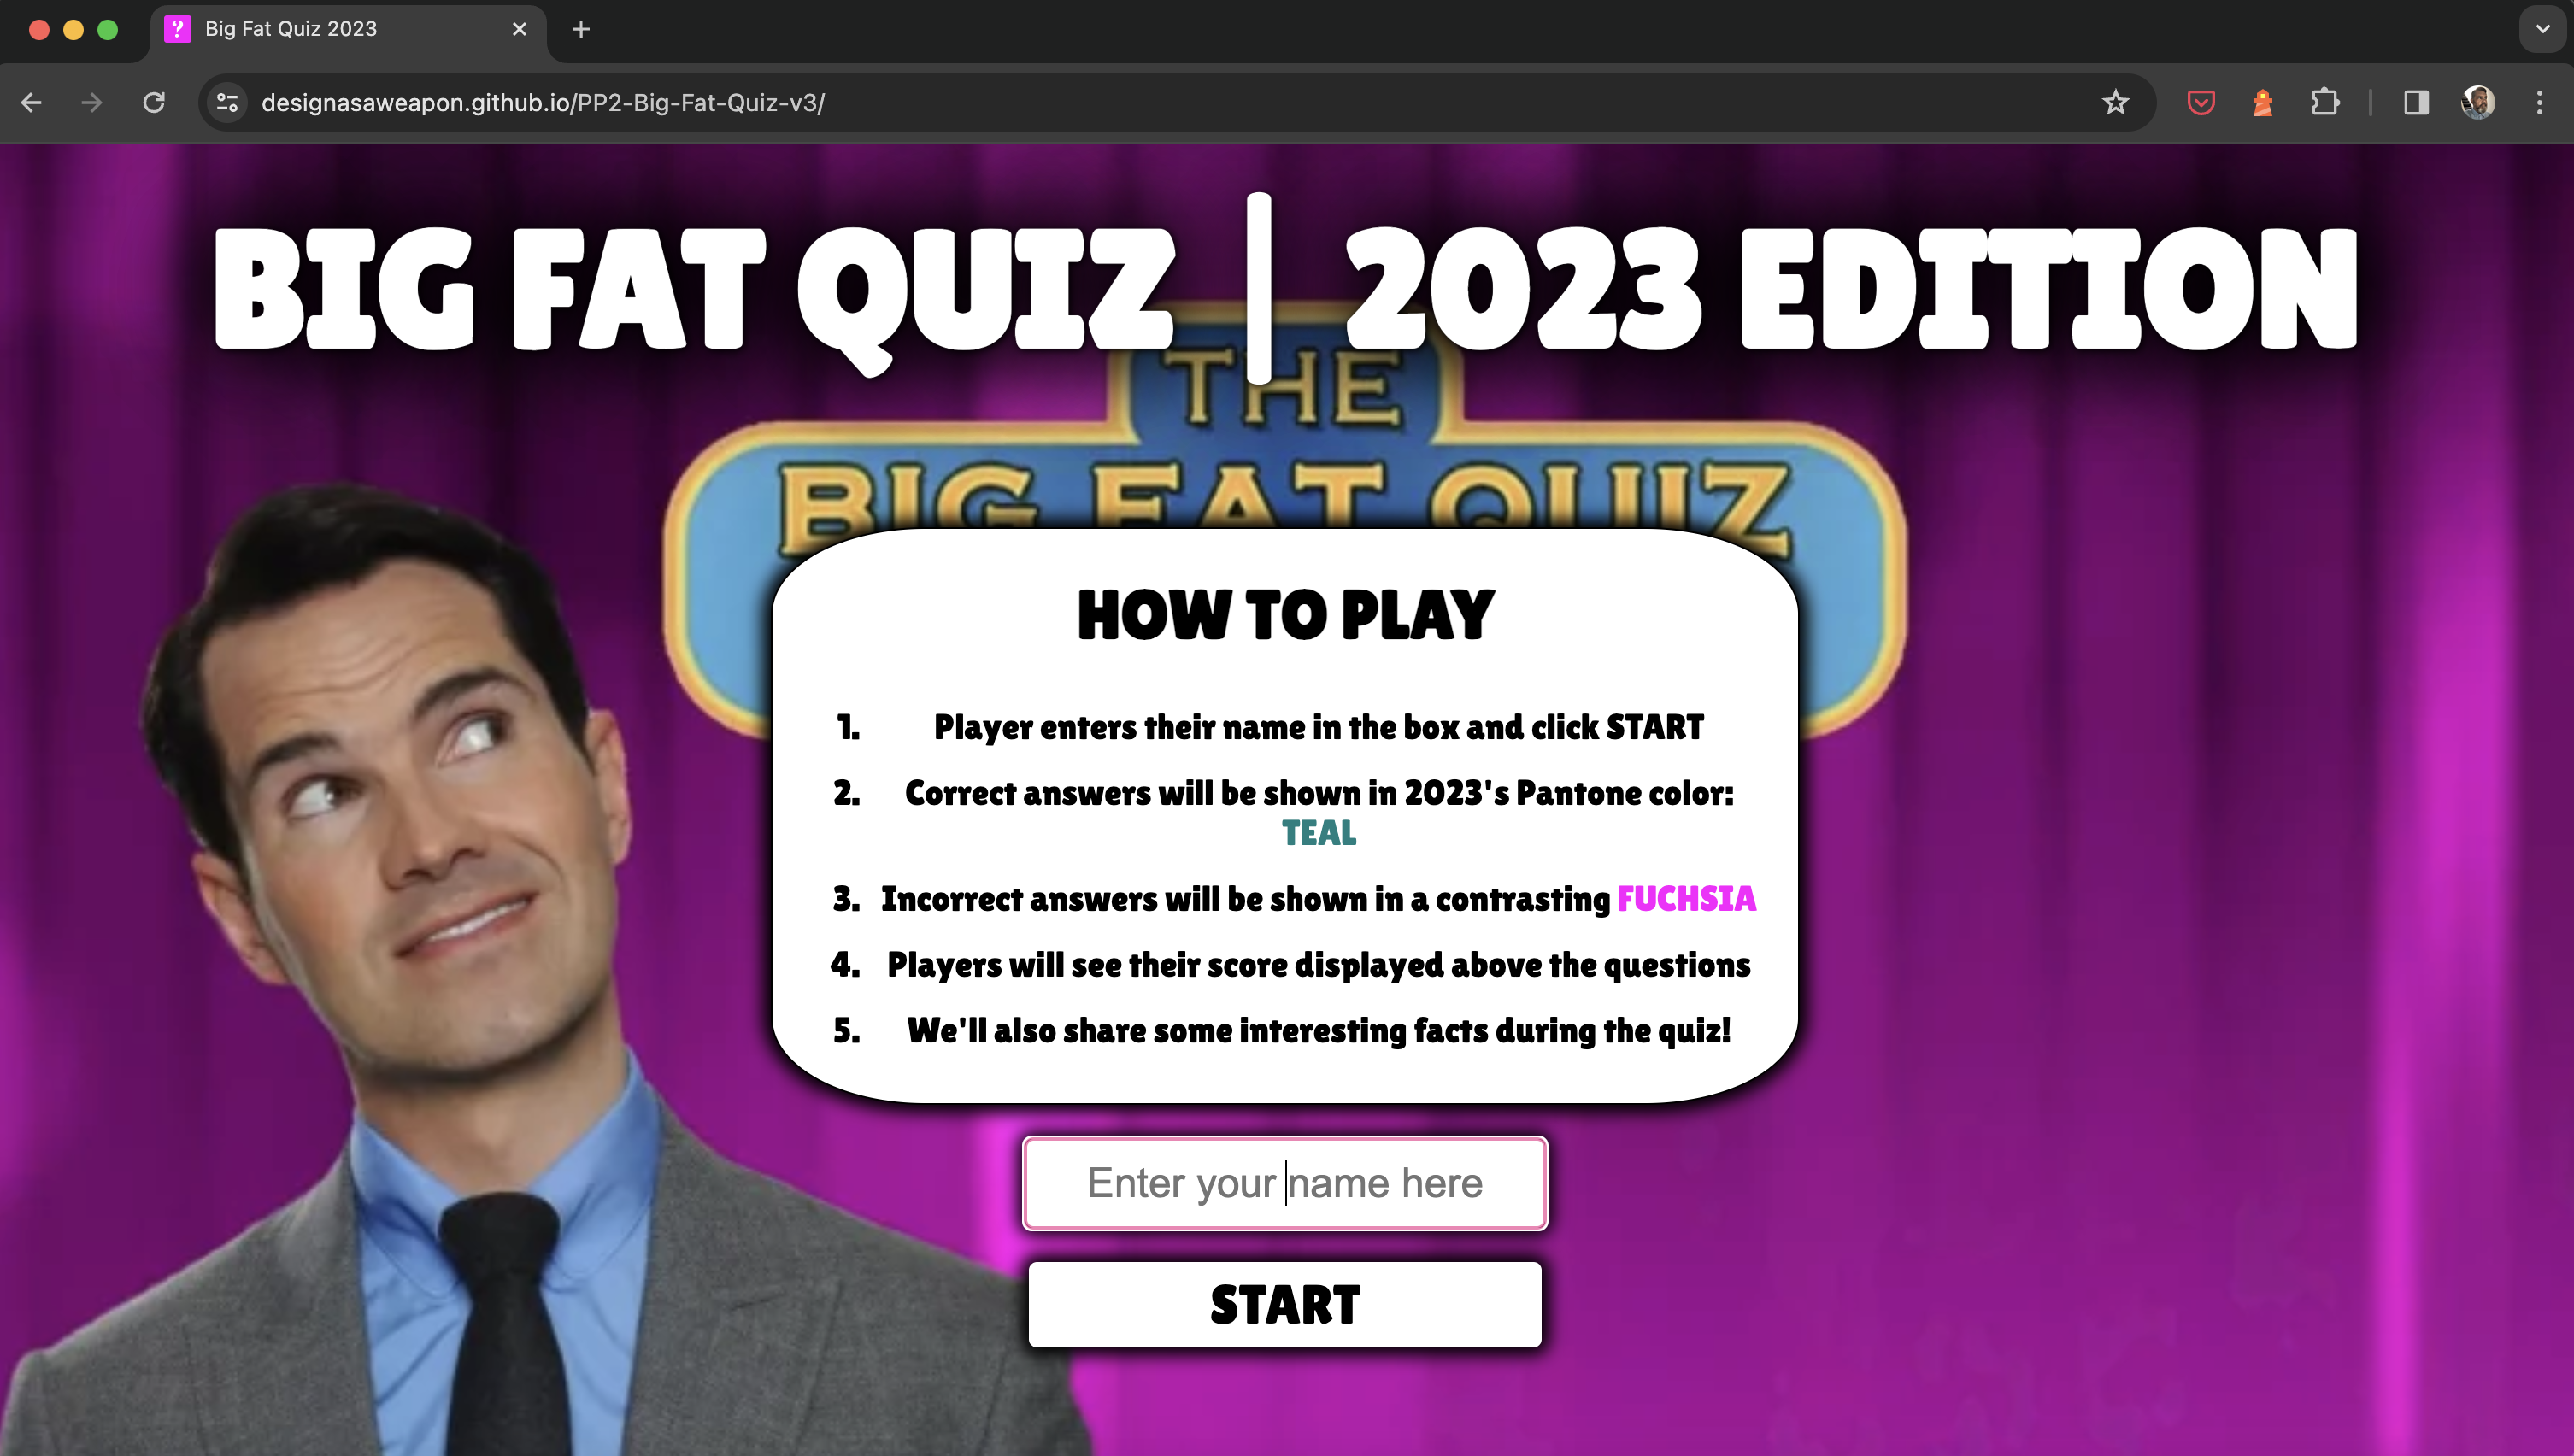 Big Fat Quiz 2023
designasaweapon.github.io/PP2-Big-Fat-Quiz-v3/
BIG FAT QUIZ | 2023 EDITION
THE
BIG FAT QUIZ
HOW TO PLAY
1. Player enters their name in the box and click START
2. Correct answers will be shown in 2023's Pantone color:
TEAL
3. Incorrect answers will be shown in a contrasting FUCHSIA
4. Players will see their score displayed above the questions
5. We'll also share some interesting facts during the quiz!
Enter your name here
START